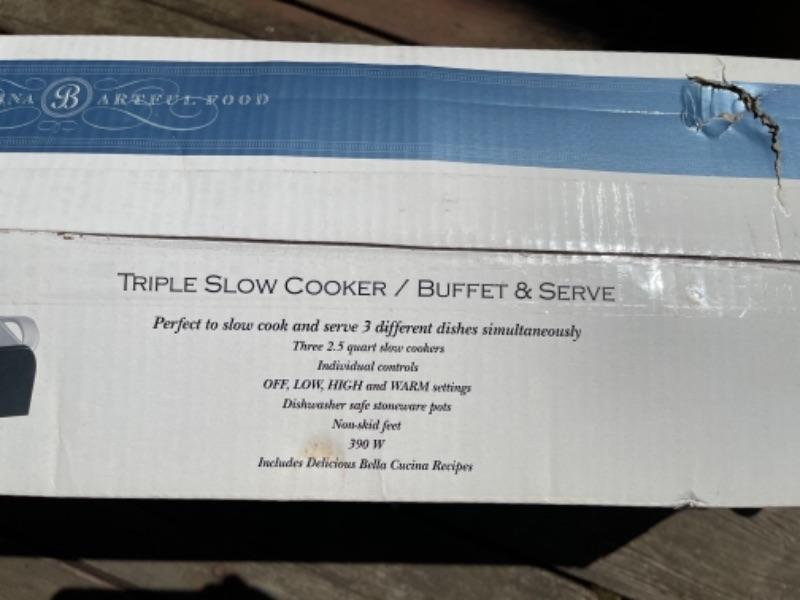 B ARTFUL FOOD
TRIPLE SLOW COOKER / BUFFET & SERVE
Perfect to slow cook and serve 3 different dishes simultaneously
Three 2.5 quart slow cookers
Individual controls
OFF, LOW, HIGH and WARM settings
Dishwasher safe stoneware pots
Non-skid feet
390 W
Includes Delicious Bella Cucina Recipes